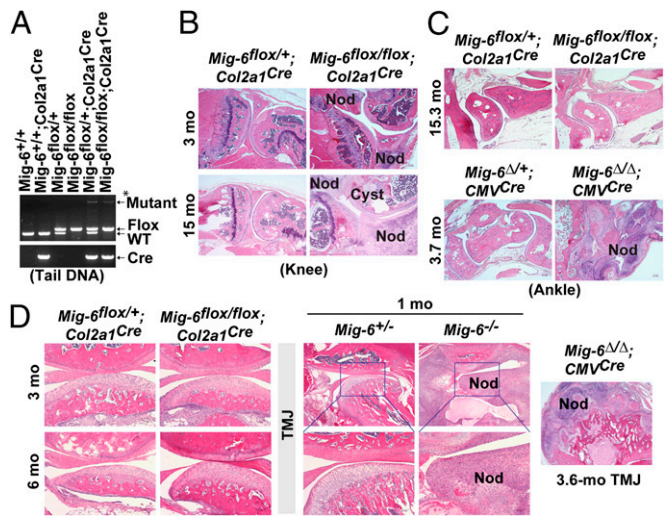 A
Mig-6+/+
Mig-6+/+;Col2a1Cre
Mig-6flox/+
Mig-6flox/flox
Mig-6flox/+;Col2a1Cre
Mig-6flox/flox;Col2a1Cre
*
Mutant
Flox
WT
Cre
(Tail DNA)
B
Mig-6flox/+;
Col2a1Cre
Mig-6flox/flox;
Col2a1Cre
3 mo
Nod
Nod
15 mo
Nod
Cyst
Nod
(Knee)
C
Mig-6flox/+;
Col2a1Cre
Mig-6flox/flox;
Col2a1Cre
15.3 mo
Mig-6Δ/+;
CMVCre
Mig-6Δ/Δ;
CMVCre
3.7 mo
Nod
(Ankle)
D
Mig-6flox/+;
Col2a1Cre
Mig-6flox/flox;
Col2a1Cre
3 mo
6 mo
TMJ
1 mo
Mig-6+/-
Mig-6-/-
Nod
Nod
Mig-6Δ/Δ;
CMVCre
Nod
3.6-mo TMJ